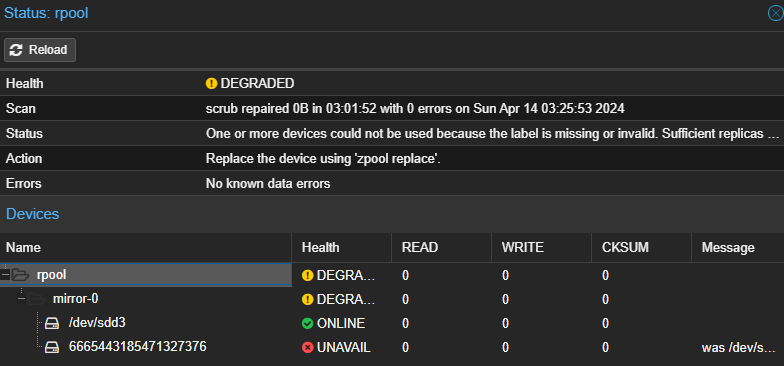 Status: rpool
Reload
Health DEGRADED
Scan scrub repaired 0B in 03:01:52 with 0 errors on Sun Apr 14 03:25:53 2024
Status One or more devices could not be used because the label is missing or invalid. Sufficient replicas ...
Action Replace the device using 'zpool replace'.
Errors No known data errors
Devices
Name Health READ WRITE CKSUM Message
rpool DEGRA... 0 0 0
mirror-0 DEGRA... 0 0 0
/dev/sdd3 ONLINE 0 0 0
6665443185471327376 UNAVAIL 0 0 0 was /dev/s...